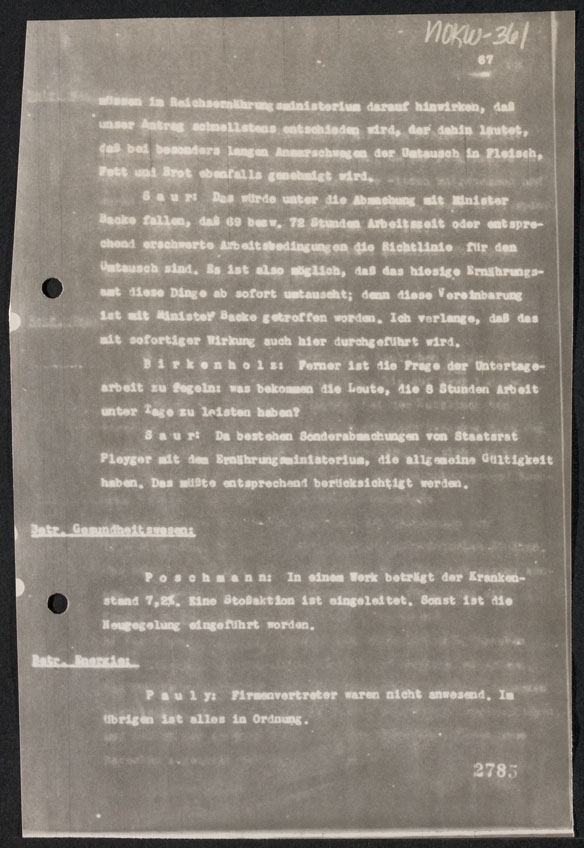 NOKW-361
67
müssen im Reichsernährungsministerium darauf hinwirken, daß
unser Antrag schnellstens entschieden wird, der dahin lautet,
daß bei besonders langen Anmarschwegen der Umtausch in Fleisch,
Fett und Brot ebenfalls genehmigt wird.
S a u r: Das würde unter die Abmachung mit Minister
Backe fallen, daß 69 bezw. 72 Stunden Arbeitszeit oder entspre-
chend erschwerte Arbeitsbedingungen die Richtlinie für den
Umtausch sind. Es ist also möglich, daß das hiesige Ernährungs-
amt diese Dinge ab sofort umtauscht; denn diese Vereinbarung
ist mit Minister Backe getroffen worden. Ich verlange, daß das
mit sofortiger Wirkung auch hier durchgeführt wird.
B i r k e n h o l z: Ferner ist die Frage der Untertage-
arbeit zu regeln: was bekommen die Leute, die 8 Stunden Arbeit
unter Tage zu leisten haben?
S a u r: Da bestehen Sonderabmachungen von Staatsrat
Pleyger mit dem Ernährungsministerium, die allgemeine Gültigkeit
haben. Das müßte entsprechend berücksichtigt werden.
Betr. Gesundheitswesen:
P o s c h m a n n: In einem Werk beträgt der Kranken-
stand 7,2%. Eine Stoßaktion ist eingeleitet. Sonst ist die
Neuregelung eingeführt worden.
Betr. Energie:
P a u l y: Firmenvertreter waren nicht anwesend. Im
übrigen ist alles in Ordnung.
2785